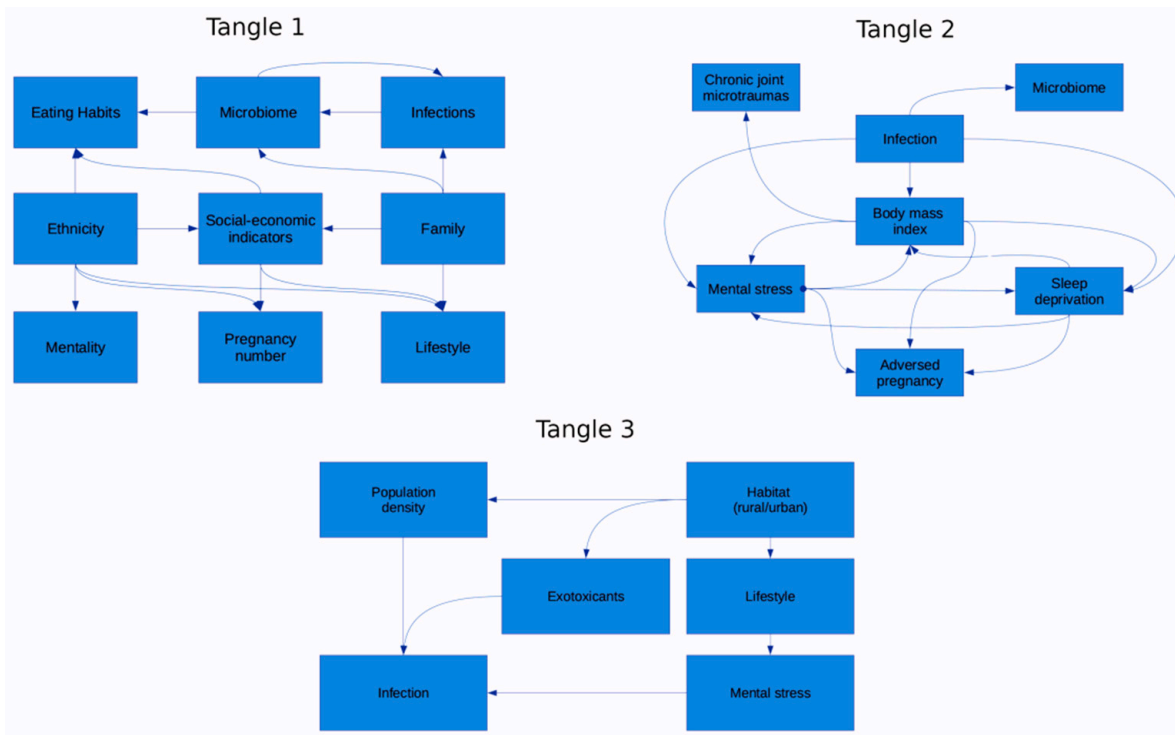 Tangle 1
Eating Habits
Microbiome
Infections
Ethnicity
Social-economic
indicators
Family
Mentality
Pregnancy
number
Lifestyle
Tangle 2
Chronic joint
microtraumas
Microbiome
Infection
Body mass
index
Mental stress
Sleep
deprivation
Adversed
pregnancy
Tangle 3
Population
density
Habitat
(rural/urban)
Exotoxicants
Lifestyle
Infection
Mental stress